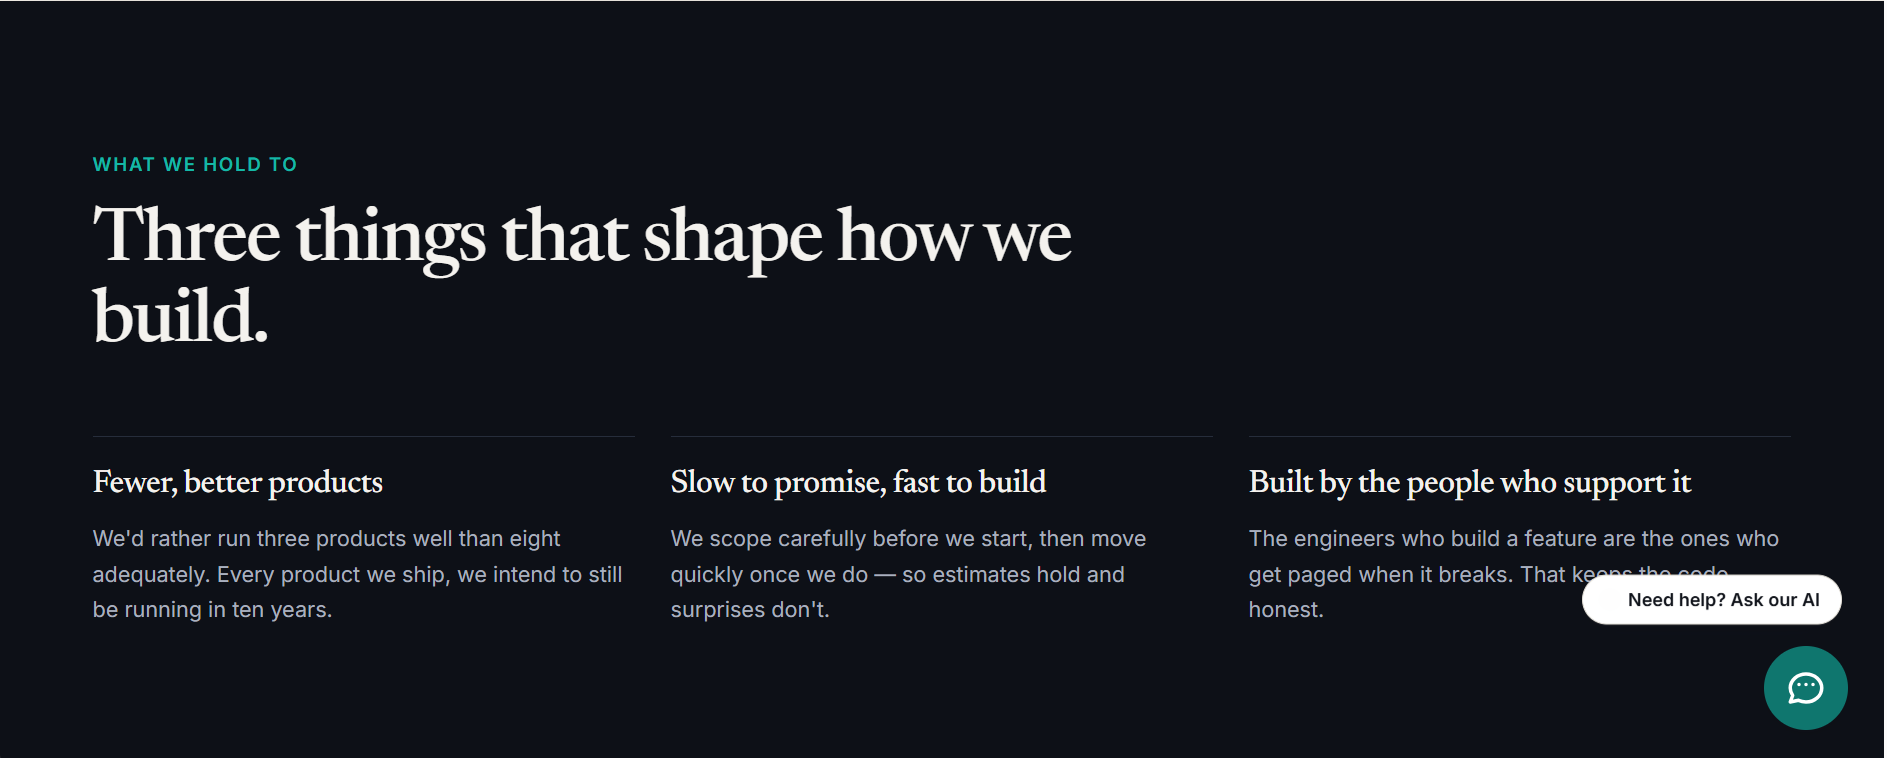 WHAT WE HOLD TO
Three things that shape how we
build.
Fewer, better products
We'd rather run three products well than eight
adequately. Every product we ship, we intend to still
be running in ten years.
Slow to promise, fast to build
We scope carefully before we start, then move
quickly once we do — so estimates hold and
surprises don't.
Built by the people who support it
The engineers who build a feature are the ones who
get paged when it breaks. That keeps the code
honest.
Need help? Ask our AI